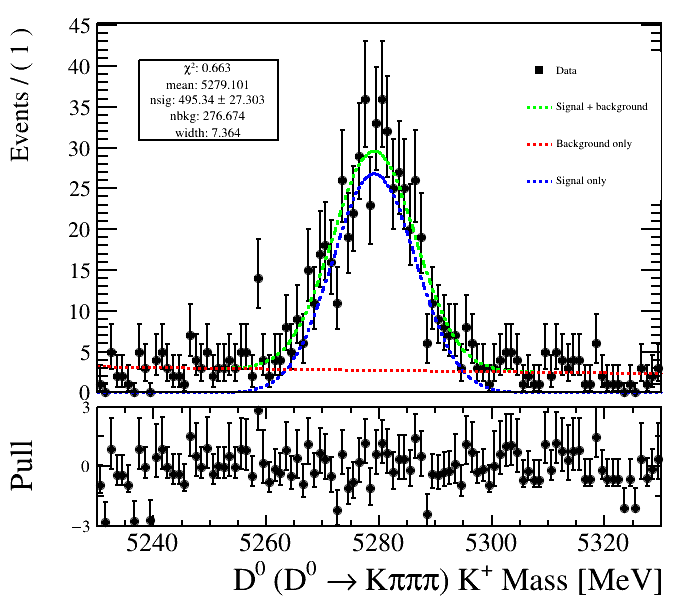 Events / ( 1 )
45
40
35
30
25
20
15
10
5
0
χ²: 0.663
mean: 5279.101
nsig: 495.34 ± 27.303
nbkg: 276.674
width: 7.364
Data
Signal + background
Background only
Signal only
Pull
3
0
−3
5240
5260
5280
5300
5320
D⁰ (D⁰ → Kπππ) K⁺ Mass [MeV]